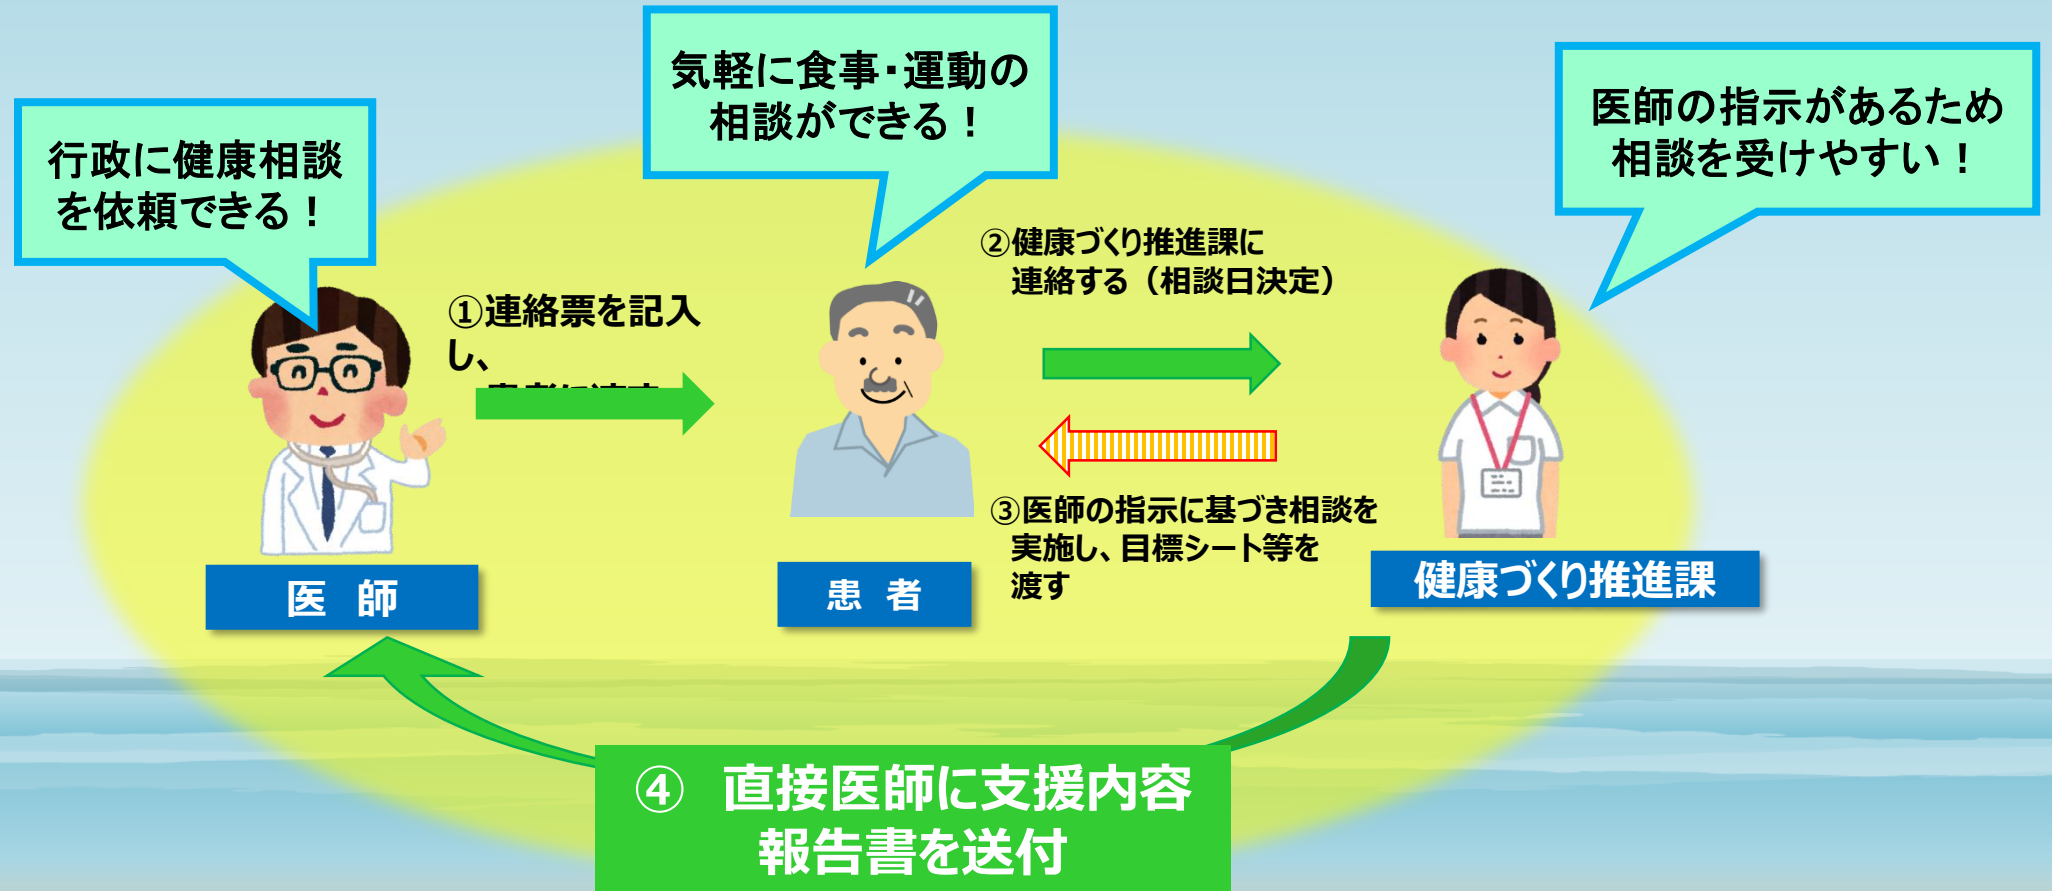 行政に健康相談
を依頼できる！
気軽に食事・運動の
相談ができる！
医師の指示があるため
相談を受けやすい！
①連絡票を記入
し、
②健康づくり推進課に
連絡する（相談日決定）
③医師の指示に基づき相談を
実施し、目標シート等を
渡す
医 師
患 者
健康づくり推進課
④ 直接医師に支援内容
報告書を送付